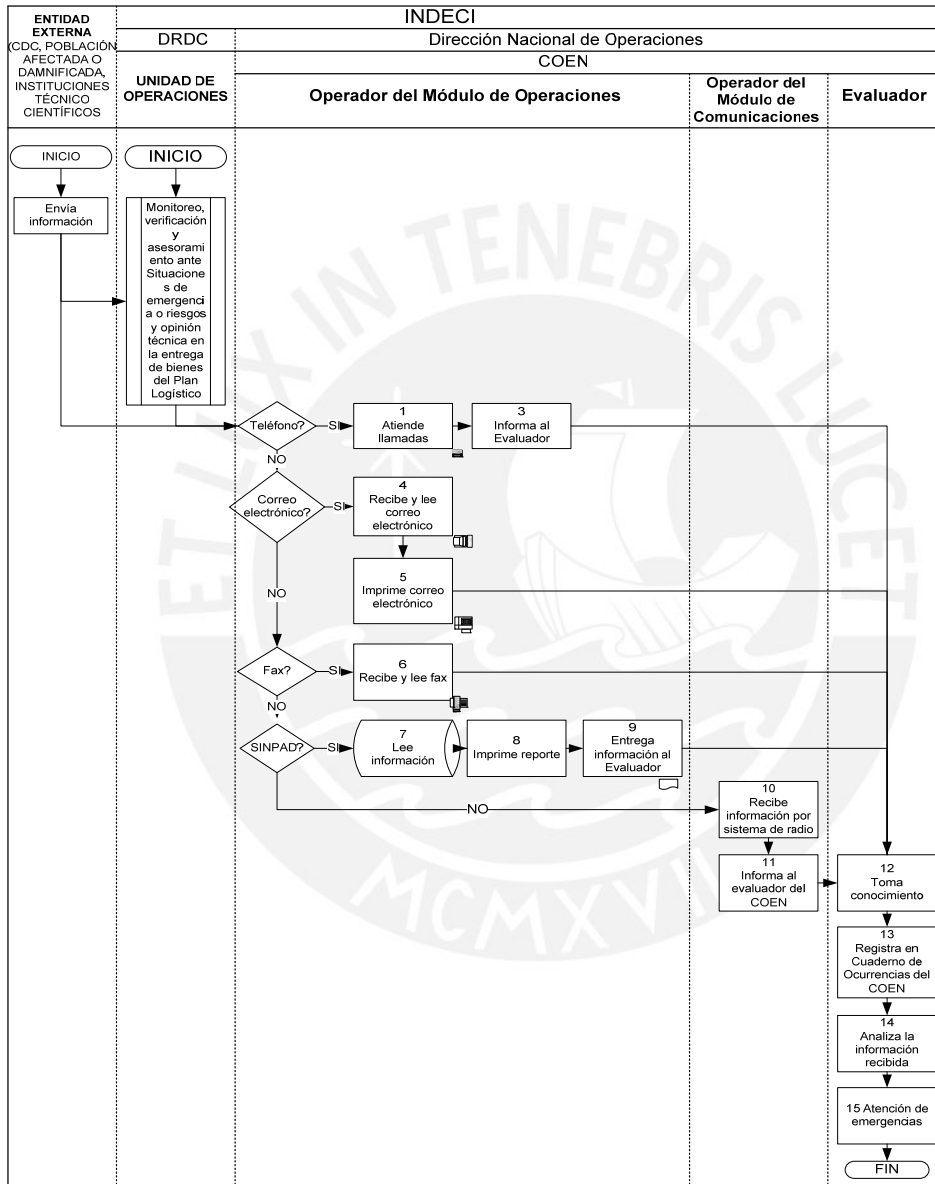 ENTIDAD
EXTERNA
(CDC, POBLACIÓN
AFECTADA O
DAMNIFICADA,
INSTITUCIONES
TÉCNICO
CIENTÍFICOS
INDECI
DRDC
Dirección Nacional de Operaciones
COEN
UNIDAD DE
OPERACIONES
Operador del Módulo de Operaciones
Operador del
Módulo de
Comunicaciones
Evaluador
INICIO
INICIO
Envía
información
Monitoreo,
verificación
y
asesorami
ento ante
Situacione
s de
emergenci
a o riesgos
y opinión
técnica en
la entrega
de bienes
del Plan
Logístico
Teléfono?
SI
1
Atiende
llamadas
3
Informa al
Evaluador
NO
Correo
electrónico?
SI
4
Recibe y lee
correo
electrónico
5
Imprime correo
electrónico
NO
Fax?
SI
6
Recibe y lee fax
NO
SINPAD?
SI
7
Lee
información
8
Imprime reporte
9
Entrega
información al
Evaluador
NO
10
Recibe
información por
sistema de radio
11
Informa al
evaluador del
COEN
12
Toma
conocimiento
13
Registra en
Cuaderno de
Ocurrencias del
COEN
14
Analiza la
información
recibida
15 Atención de
emergencias
FIN
ET LUX IN TENEBRIS LUCET
MCMXVII